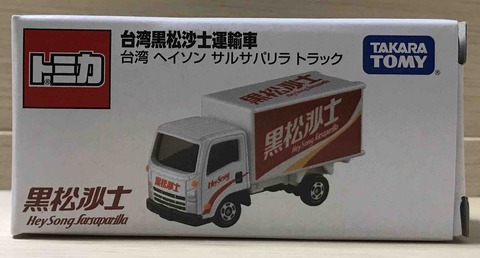 トミカ
台湾黒松沙士運輸車
台湾 ヘイソン サルサパリラ トラック
TAKARA
TOMY
黒松沙士
Hey Song Sarsaparilla
黒松沙士
HeySong
黒松沙士
Hey Song Sarsaparilla